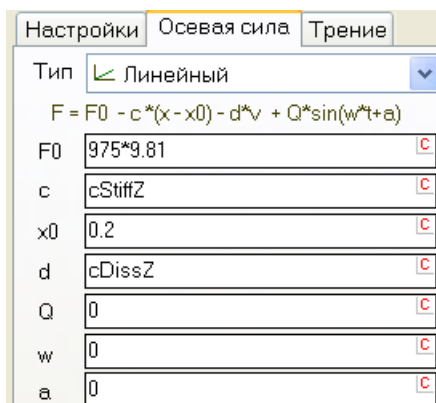 Настройки Осевая сила Трение
Тип Линейный
F = F0 - c*(x - x0) - d*v + Q*sin(w*t+a)
F0 975*9.81 C
c cStiffZ C
x0 0.2 C
d cDissZ C
Q 0
w 0 C
a 0 C